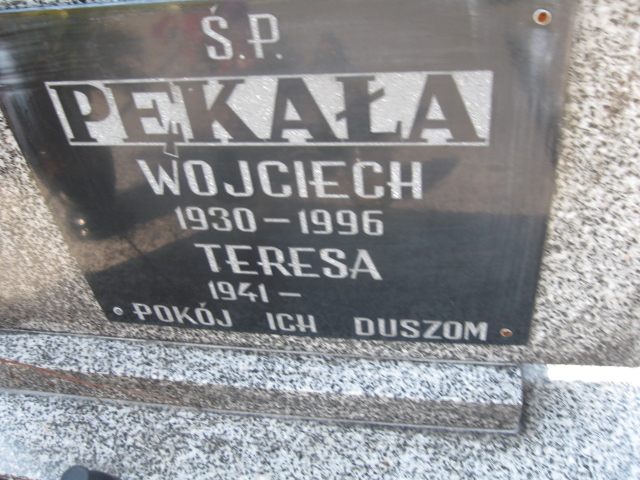 Ś.P.
PĘKAŁA
WOJCIECH
1930 – 1996
TERESA
1941 –
POKÓJ ICH DUSZOM